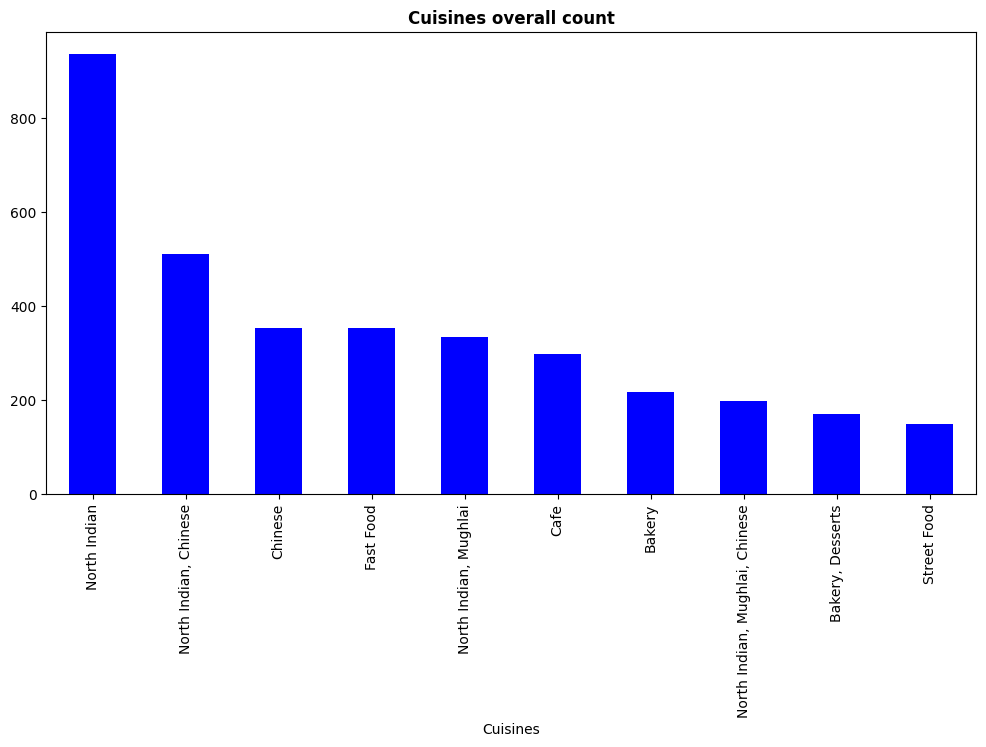 Cuisines overall count
800
600
400
200
0
North Indian
North Indian, Chinese
Chinese
Fast Food
North Indian, Mughlai
Cafe
Bakery
North Indian, Mughlai, Chinese
Bakery, Desserts
Street Food
Cuisines